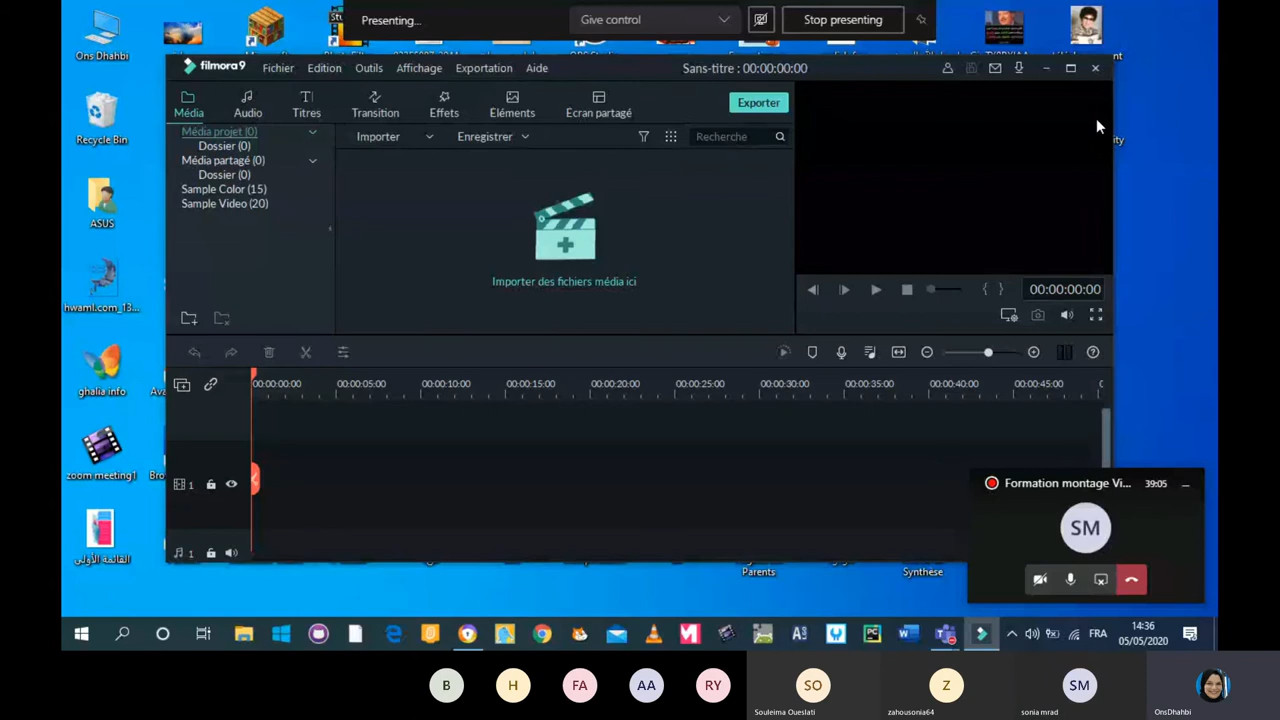 Presenting...
Give control
Stop presenting
Ons Dhahbi
filmora9
Fichier
Edition
Outils
Affichage
Exportation
Aide
Sans-titre : 00:00:00:00
Média
Audio
Titres
Transition
Effets
Eléments
Ecran partagé
Exporter
Média projet (0)
Dossier (0)
Média partagé (0)
Dossier (0)
Sample Color (15)
Sample Video (20)
Importer
Enregistrer
Recherche
Importer des fichiers média ici
Recycle Bin
ASUS
hwaml.com_13...
ghalia info
zoom meeting1
القائمة الأولى
00:00:00:00
00:00:00:00
00:00:05:00
00:00:10:00
00:00:15:00
00:00:20:00
00:00:25:00
00:00:30:00
00:00:35:00
00:00:40:00
00:00:45:00
1
1
Formation montage Vi...
39:05
SM
Parents
Synthèse
FRA
14:36
05/05/2020
B
H
FA
AA
RY
SO
Souleima Oueslati
Z
zahousonia64
SM
sonia mrad
OnsDhahbi